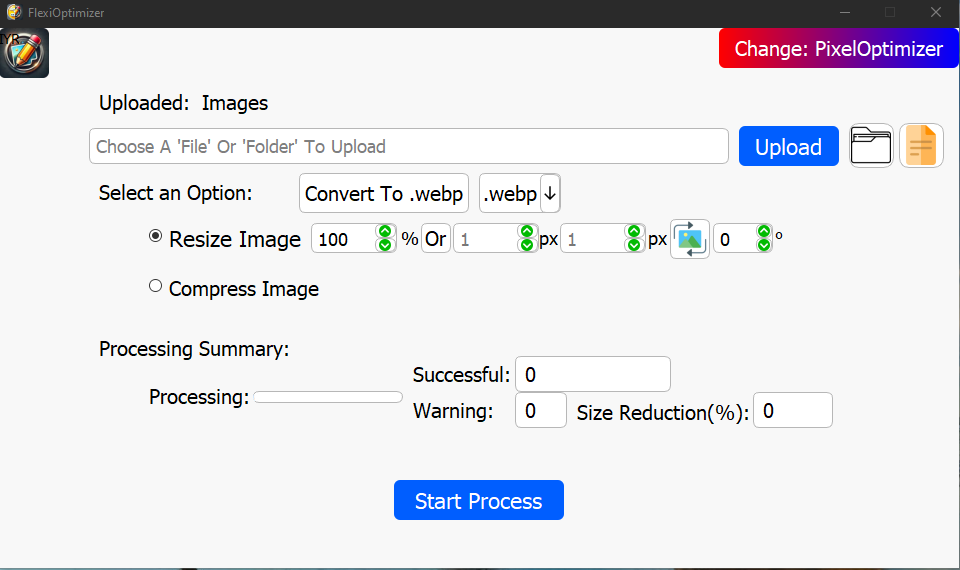 FlexiOptimizer
TYR
Change: PixelOptimizer
Uploaded: Images
Choose A 'File' Or 'Folder' To Upload
Upload
Select an Option:
Convert To .webp
.webp ↓
Resize Image 100 % Or 1 px 1 px 0 °
Compress Image
Processing Summary:
Successful: 0
Processing:
Warning: 0 Size Reduction(%): 0
Start Process